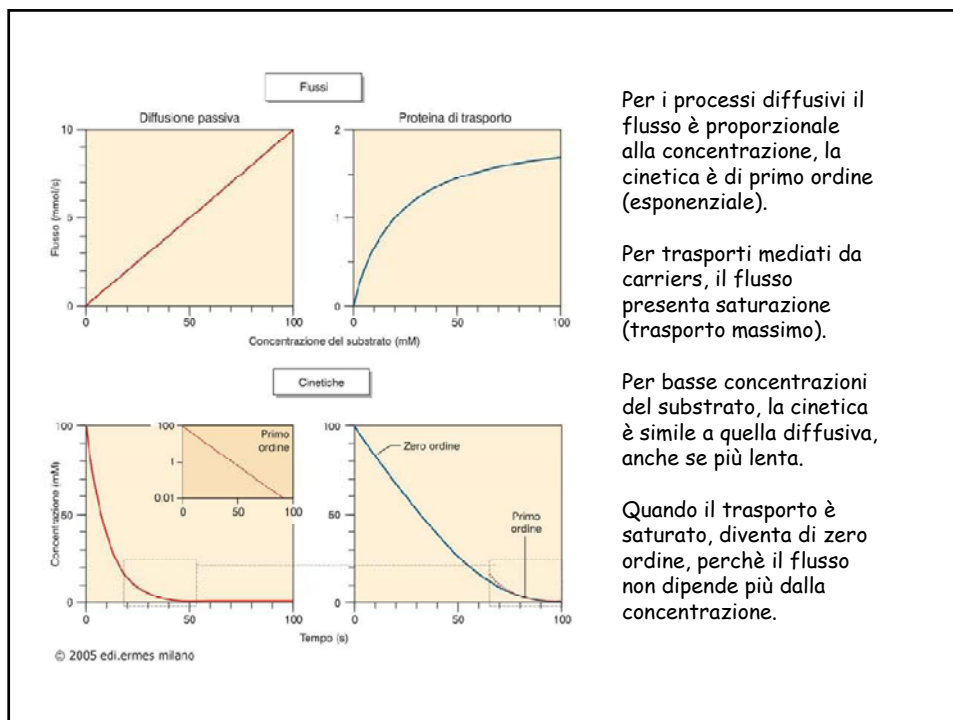 Flussi
Diffusione passiva
Proteina di trasporto
10
5
0
Flusso (mmol/s)
0
50
100
2
1
0
0
50
100
Concentrazione del substrato (mM)
Cinetiche
100
50
0
Concentrazione (mM)
0
50
100
100
1
0.01
Primo
ordine
0
50
100
100
50
0
Zero ordine
Primo
ordine
0
50
100
Tempo (s)
© 2005 edi.ermes milano
Per i processi diffusivi il
flusso è proporzionale
alla concentrazione, la
cinetica è di primo ordine
(esponenziale).
Per trasporti mediati da
carriers, il flusso
presenta saturazione
(trasporto massimo).
Per basse concentrazioni
del substrato, la cinetica
è simile a quella diffusiva,
anche se più lenta.
Quando il trasporto è
saturato, diventa di zero
ordine, perchè il flusso
non dipende più dalla
concentrazione.